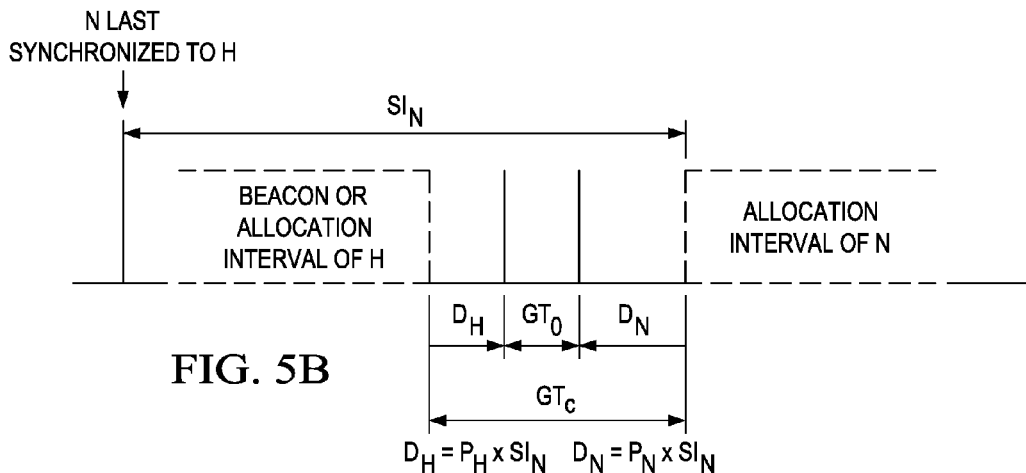 N LAST
SYNCHRONIZED TO H
SI_N
BEACON OR
ALLOCATION
INTERVAL OF H
ALLOCATION
INTERVAL OF N
D_H GT_0 D_N
FIG. 5B
GT_c
D_H = P_H x SI_N D_N = P_N x SI_N